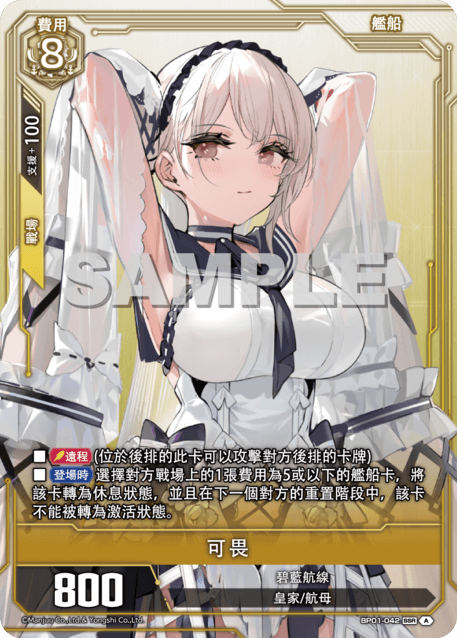 費用
8
艦船
支援+100
戰場
SAMPLE
■ 遠程 (位於後排的此卡可以攻擊對方後排的卡牌)
■ 登場時 選擇對方戰場上的1張費用為5或以下的艦船卡，將
該卡轉為休息狀態，並且在下一個對方的重置階段中，該卡
不能被轉為激活狀態。
可畏
800
碧藍航線
皇家/航母
©Manjuu Co.,Ltd & Yongshi Co.,Ltd.
BP01-042 SSR A